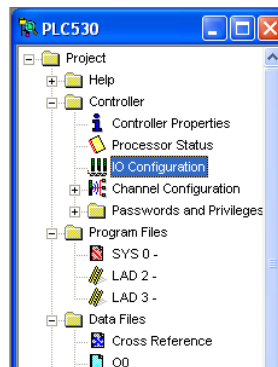 PLC530
Project
Help
Controller
Controller Properties
Processor Status
IO Configuration
Channel Configuration
Passwords and Privileges
Program Files
SYS 0 -
LAD 2 -
LAD 3 -
Data Files
Cross Reference
O0